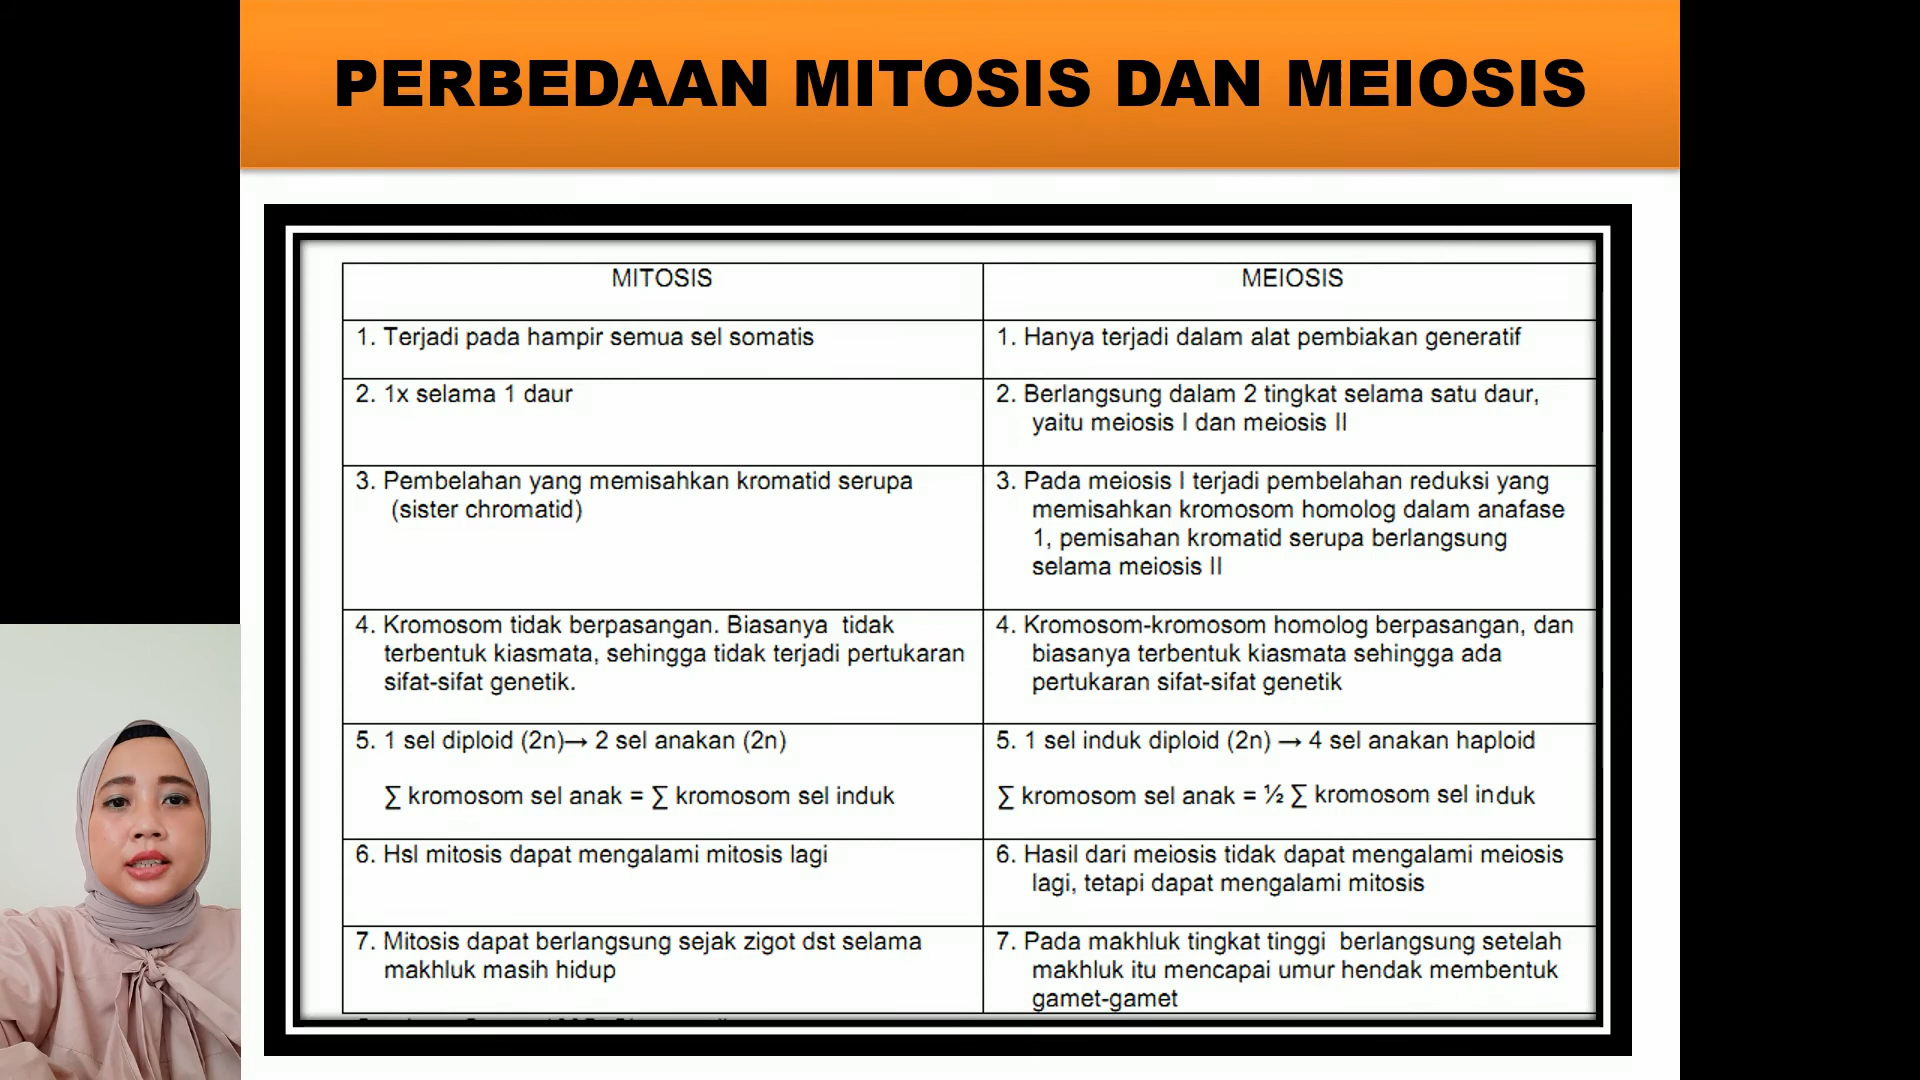 PERBEDAAN MITOSIS DAN MEIOSIS
MITOSIS
MEIOSIS
1. Terjadi pada hampir semua sel somatis
1. Hanya terjadi dalam alat pembiakan generatif
2. 1x selama 1 daur
2. Berlangsung dalam 2 tingkat selama satu daur,
yaitu meiosis I dan meiosis II
3. Pembelahan yang memisahkan kromatid serupa
(sister chromatid)
3. Pada meiosis I terjadi pembelahan reduksi yang
memisahkan kromosom homolog dalam anafase
1, pemisahan kromatid serupa berlangsung
selama meiosis II
4. Kromosom tidak berpasangan. Biasanya tidak
terbentuk kiasmata, sehingga tidak terjadi pertukaran
sifat-sifat genetik.
4. Kromosom-kromosom homolog berpasangan, dan
biasanya terbentuk kiasmata sehingga ada
pertukaran sifat-sifat genetik
5. 1 sel diploid (2n)→ 2 sel anakan (2n)
∑ kromosom sel anak = ∑ kromosom sel induk
5. 1 sel induk diploid (2n) → 4 sel anakan haploid
∑ kromosom sel anak = ½ ∑ kromosom sel induk
6. Hsl mitosis dapat mengalami mitosis lagi
6. Hasil dari meiosis tidak dapat mengalami meiosis
lagi, tetapi dapat mengalami mitosis
7. Mitosis dapat berlangsung sejak zigot dst selama
makhluk masih hidup
7. Pada makhluk tingkat tinggi berlangsung setelah
makhluk itu mencapai umur hendak membentuk
gamet-gamet